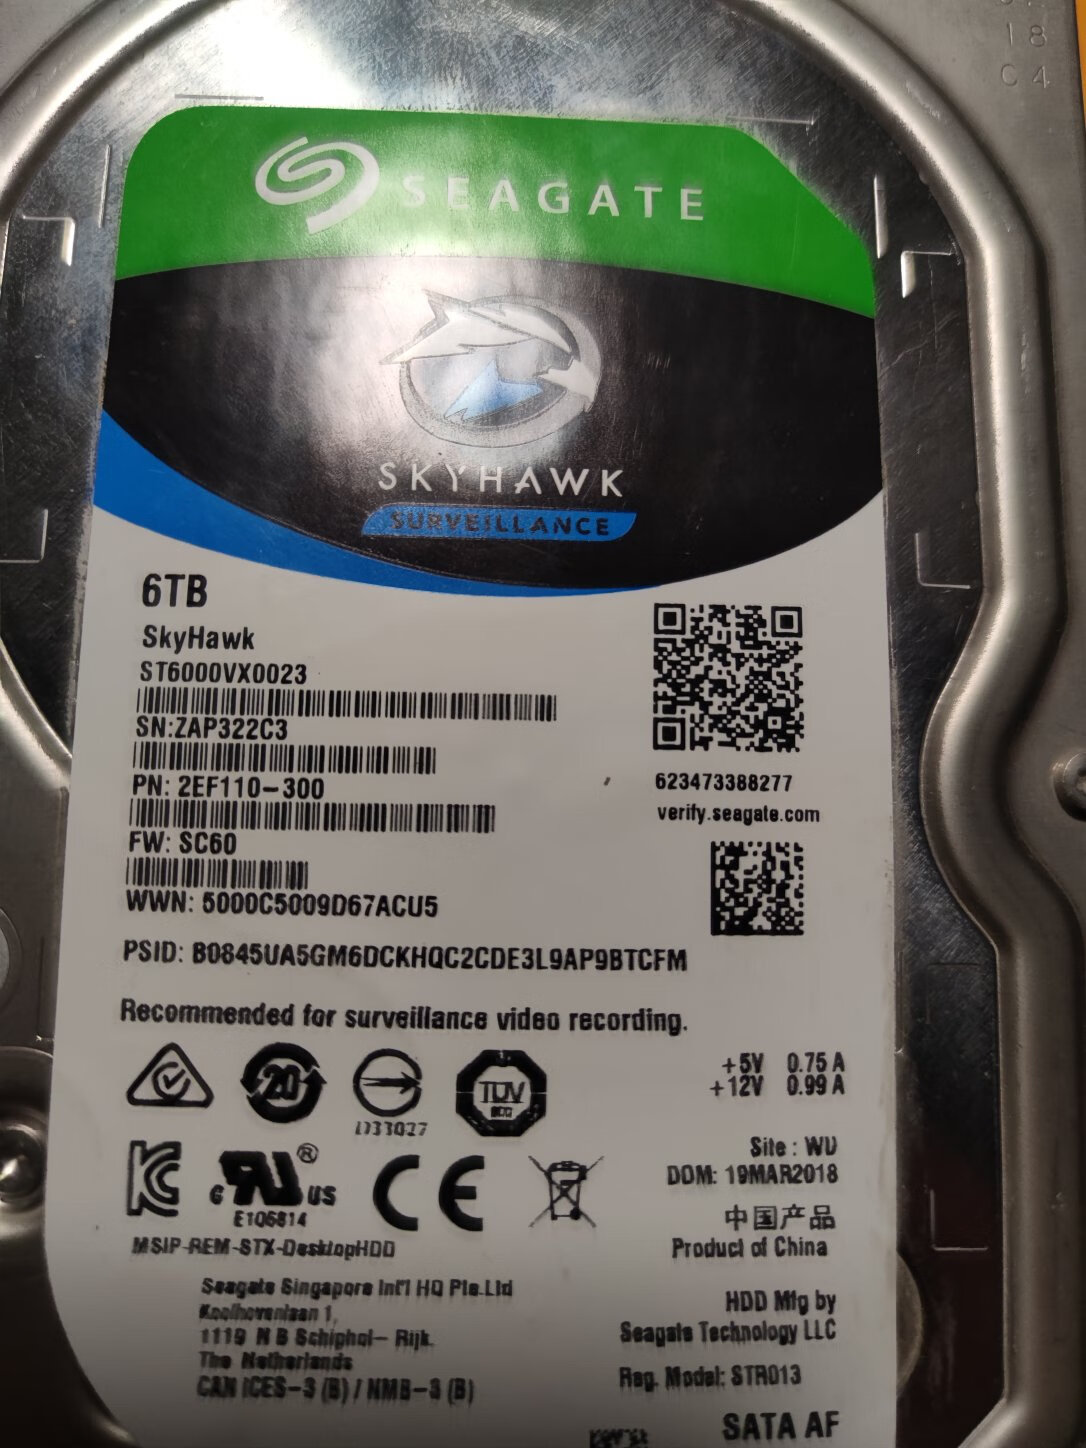 18
C4
SEAGATE
SKYHAWK
SURVEILLANCE
6TB
SkyHawk
ST6000VX0023
SN:ZAP322C3
PN: 2EF110-300
FW: SC60
WWN: 5000C5009D67ACU5
PSID: B0845UA5GM6DCKHQC2CDE3L9AP9BTCFM
623473388277
verify.seagate.com
Recommended for surveillance video recording.
+5V 0.75 A
+12V 0.99 A
20
D33027
TÜV
Site : WU
DOM: 19MAR2018
中国产品
Product of China
c US
®
E106814
CE
MSIP-REM-STX-DesktopHDD
Seagate Singapore Int'l HQ Pte.Ltd
Koolhovenlaan 1,
1119 N B Schiphol- Rijk.
The Netherlands
CAN ICES-3 (B) / NMB-3 (B)
HDD Mfg by
Seagate Technology LLC
Reg. Model: STR013
SATA AF